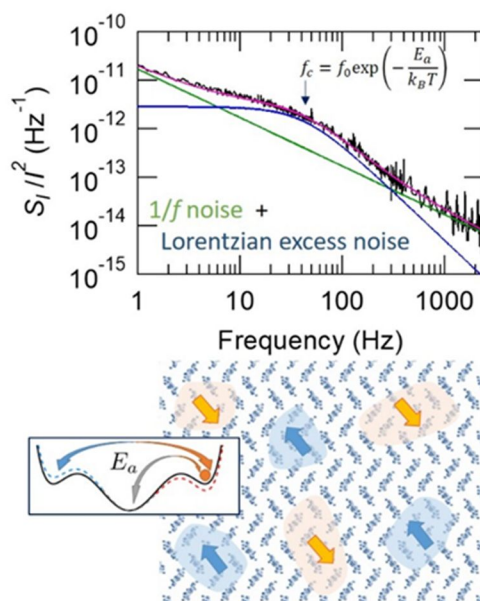 10⁻¹⁰
10⁻¹¹
10⁻¹²
10⁻¹³
10⁻¹⁴
10⁻¹⁵
S_I/I² (Hz⁻¹)
f_c = f_0 exp(-E_a/k_BT)
1/f noise +
Lorentzian excess noise
1 10 100 1000
Frequency (Hz)
E_a